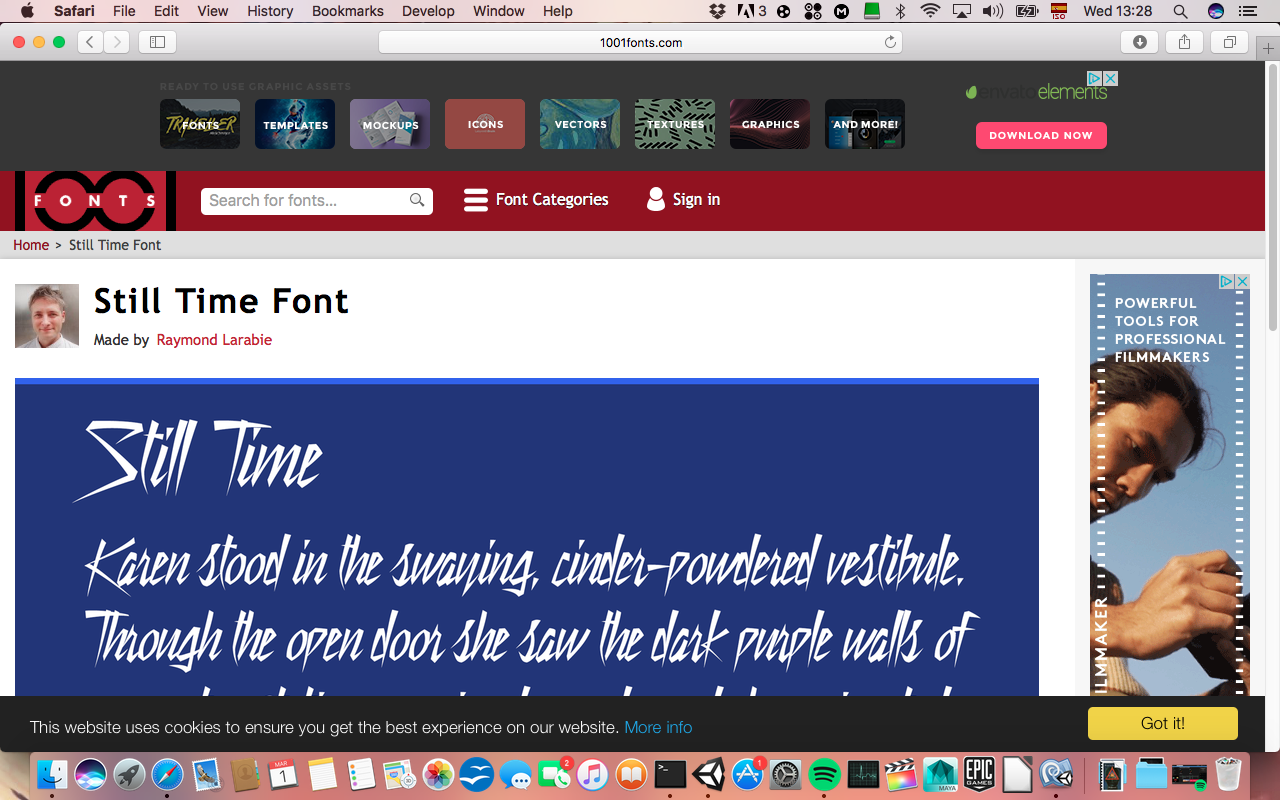 Safari File Edit View History Bookmarks Develop Window Help 3 ISO Wed 13:28
1001fonts.com
READY TO USE GRAPHIC ASSETS
FONTS TEMPLATES MOCKUPS ICONS VECTORS TEXTURES GRAPHICS AND MORE!
envato elements
DOWNLOAD NOW
FONTS
Search for fonts...
Font Categories
Sign in
Home > Still Time Font
Still Time Font
Made by Raymond Larabie
Still Time
Karen stood in the swaying, cinder-powdered vestibule.
Through the open door she saw the dark purple walls of
POWERFUL
TOOLS FOR
PROFESSIONAL
FILMMAKERS
ILMMAKER
This website uses cookies to ensure you get the best experience on our website. More info
Got it!
MAR
1
2
1
MAYA
EPIC
GAMES